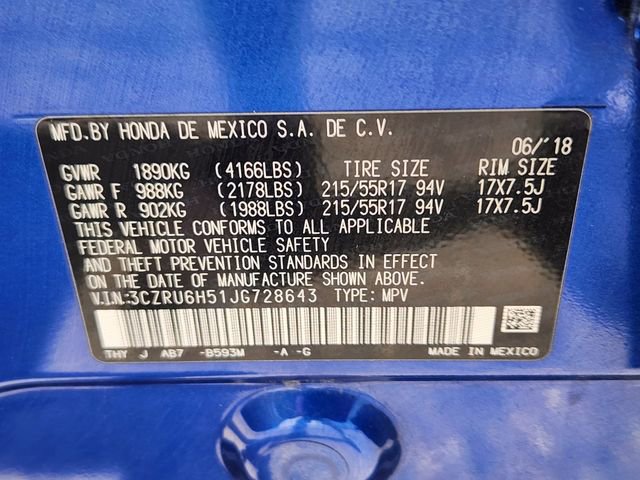 MFD. BY HONDA DE MEXICO S.A. DE C.V.
06/'18
GVWR 1890KG (4166LBS) TIRE SIZE RIM SIZE
GAWR F 988KG (2178LBS) 215/55R17 94V 17X7.5J
GAWR R 902KG (1988LBS) 215/55R17 94V 17X7.5J
THIS VEHICLE CONFORMS TO ALL APPLICABLE
FEDERAL MOTOR VEHICLE SAFETY
AND THEFT PREVENTION STANDARDS IN EFFECT
ON THE DATE OF MANUFACTURE SHOWN ABOVE.
V.I.N:3CZRU6H51JG728643 TYPE: MPV
THY J AB7 -B593M -A -G MADE IN MEXICO